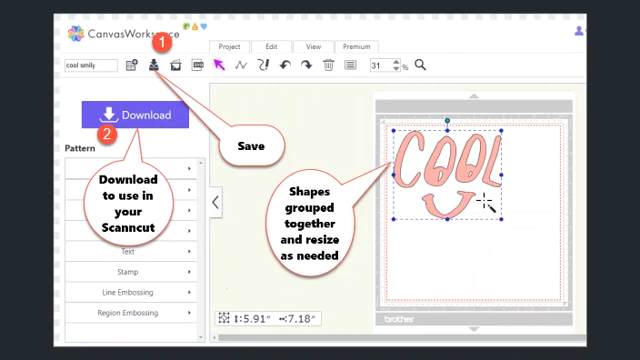 CanvasWorkspace
1
Project
Edit
View
Premium
cool smily
31
%
Download
2
Save
Pattern
Download
to use in
your
Scanncut
Shapes
grouped
together
and resize
as needed
COOL
Text
Stamp
Line Embossing
Region Embossing
5.91"
7.18"
brother